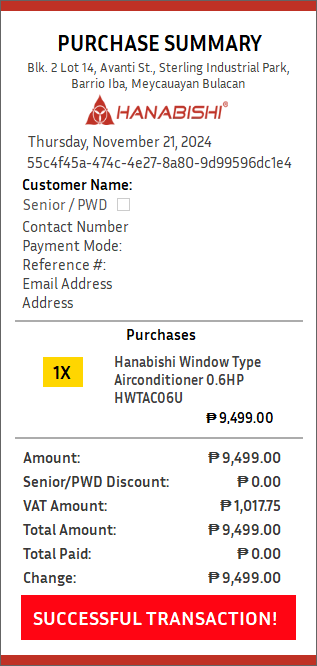 PURCHASE SUMMARY
Blk. 2 Lot 14, Avanti St., Sterling Industrial Park,
Barrio Iba, Meycauayan Bulacan
HANABISHI®
Thursday, November 21, 2024
55c4f45a-474c-4e27-8a80-9d99596dc1e4
Customer Name:
Senior / PWD
Contact Number
Payment Mode:
Reference #:
Email Address
Address
Purchases
1X
Hanabishi Window Type
Airconditioner 0.6HP
HWTAC06U
₱ 9,499.00
Amount: ₱ 9,499.00
Senior/PWD Discount: ₱ 0.00
VAT Amount: ₱ 1,017.75
Total Amount: ₱ 9,499.00
Total Paid: ₱ 0.00
Change: ₱ 9,499.00
SUCCESSFUL TRANSACTION!